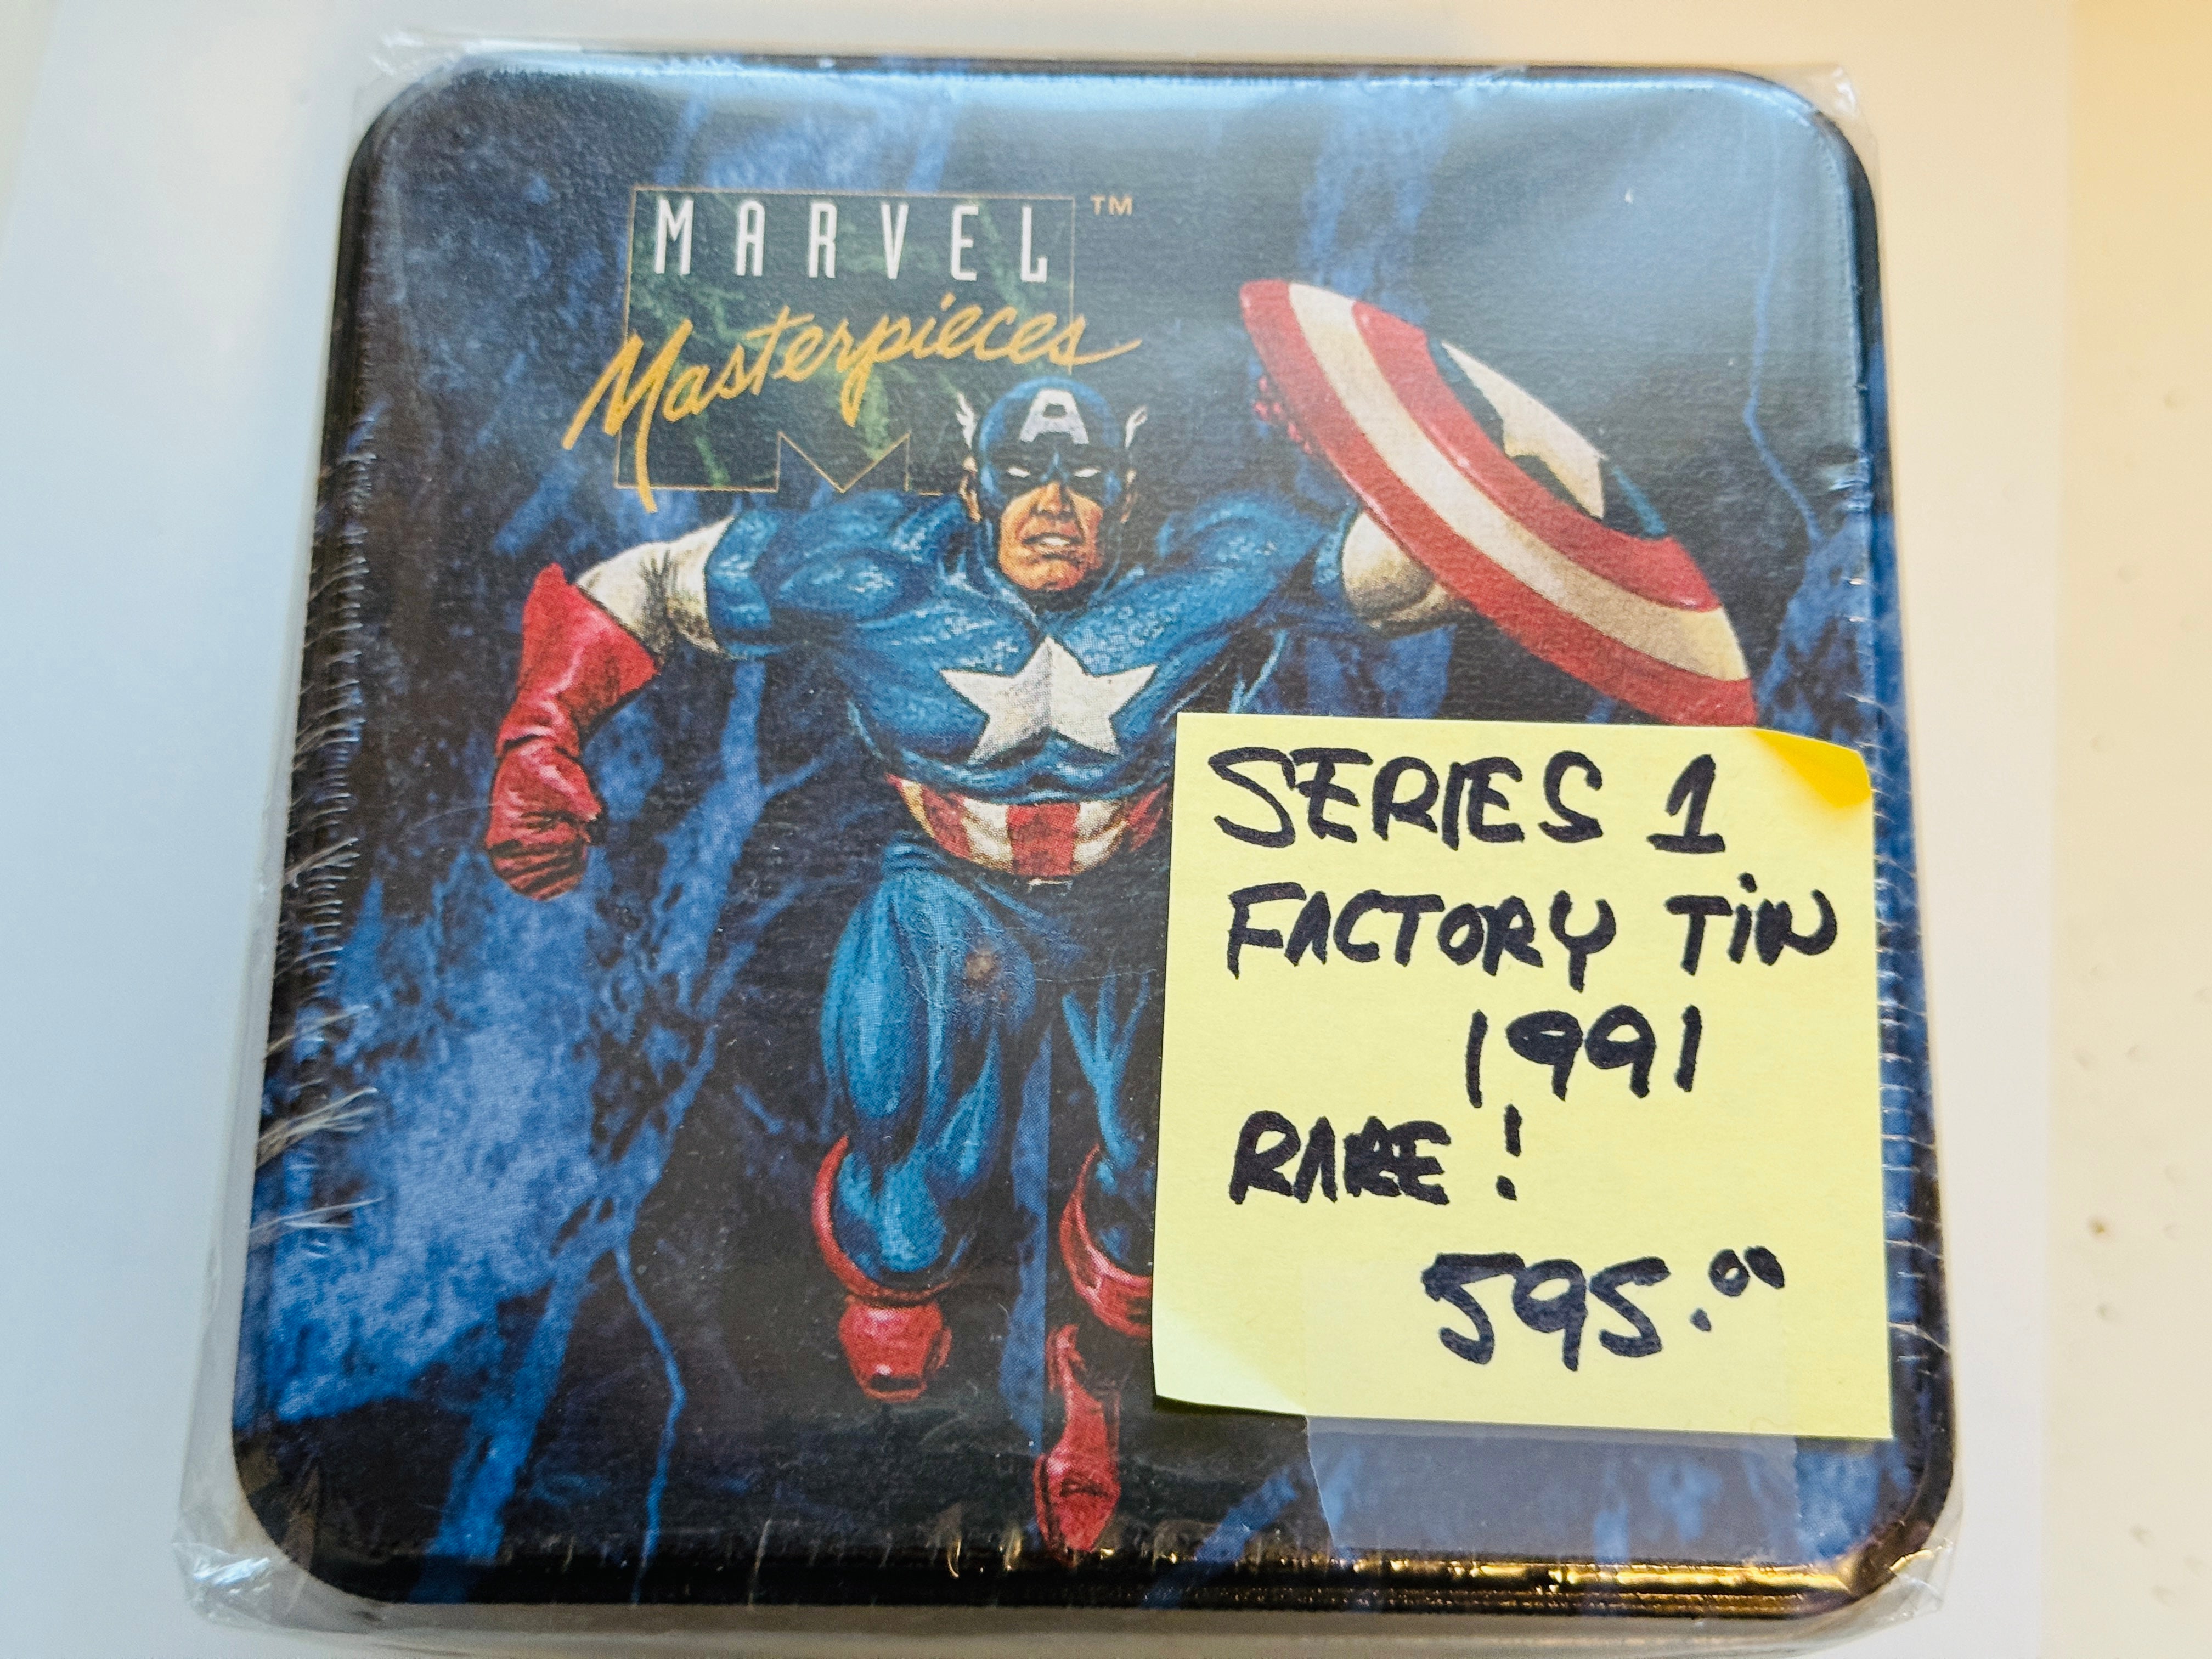 MARVEL™
Masterpieces
A
SERIES 1
FACTORY TIN
1991
RARE!
595.00